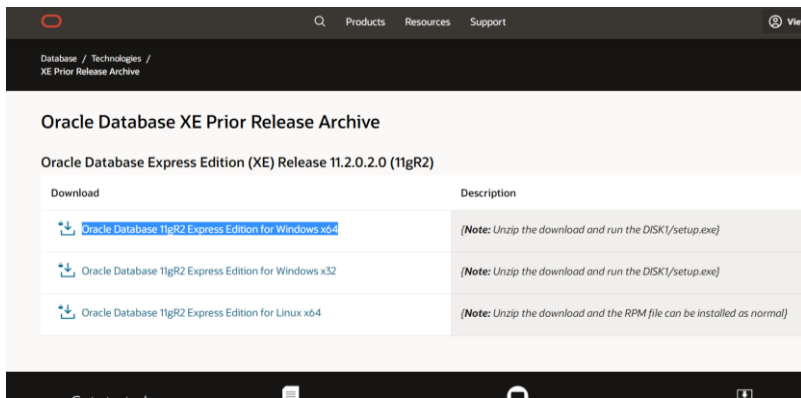 Products Resources Support
Database / Technologies /
XE Prior Release Archive
Oracle Database XE Prior Release Archive
Oracle Database Express Edition (XE) Release 11.2.0.2.0 (11gR2)
Download Description
Oracle Database 11gR2 Express Edition for Windows x64 {Note: Unzip the download and run the DISK1/setup.exe}
Oracle Database 11gR2 Express Edition for Windows x32 {Note: Unzip the download and run the DISK1/setup.exe}
Oracle Database 11gR2 Express Edition for Linux x64 {Note: Unzip the download and the RPM file can be installed as normal}